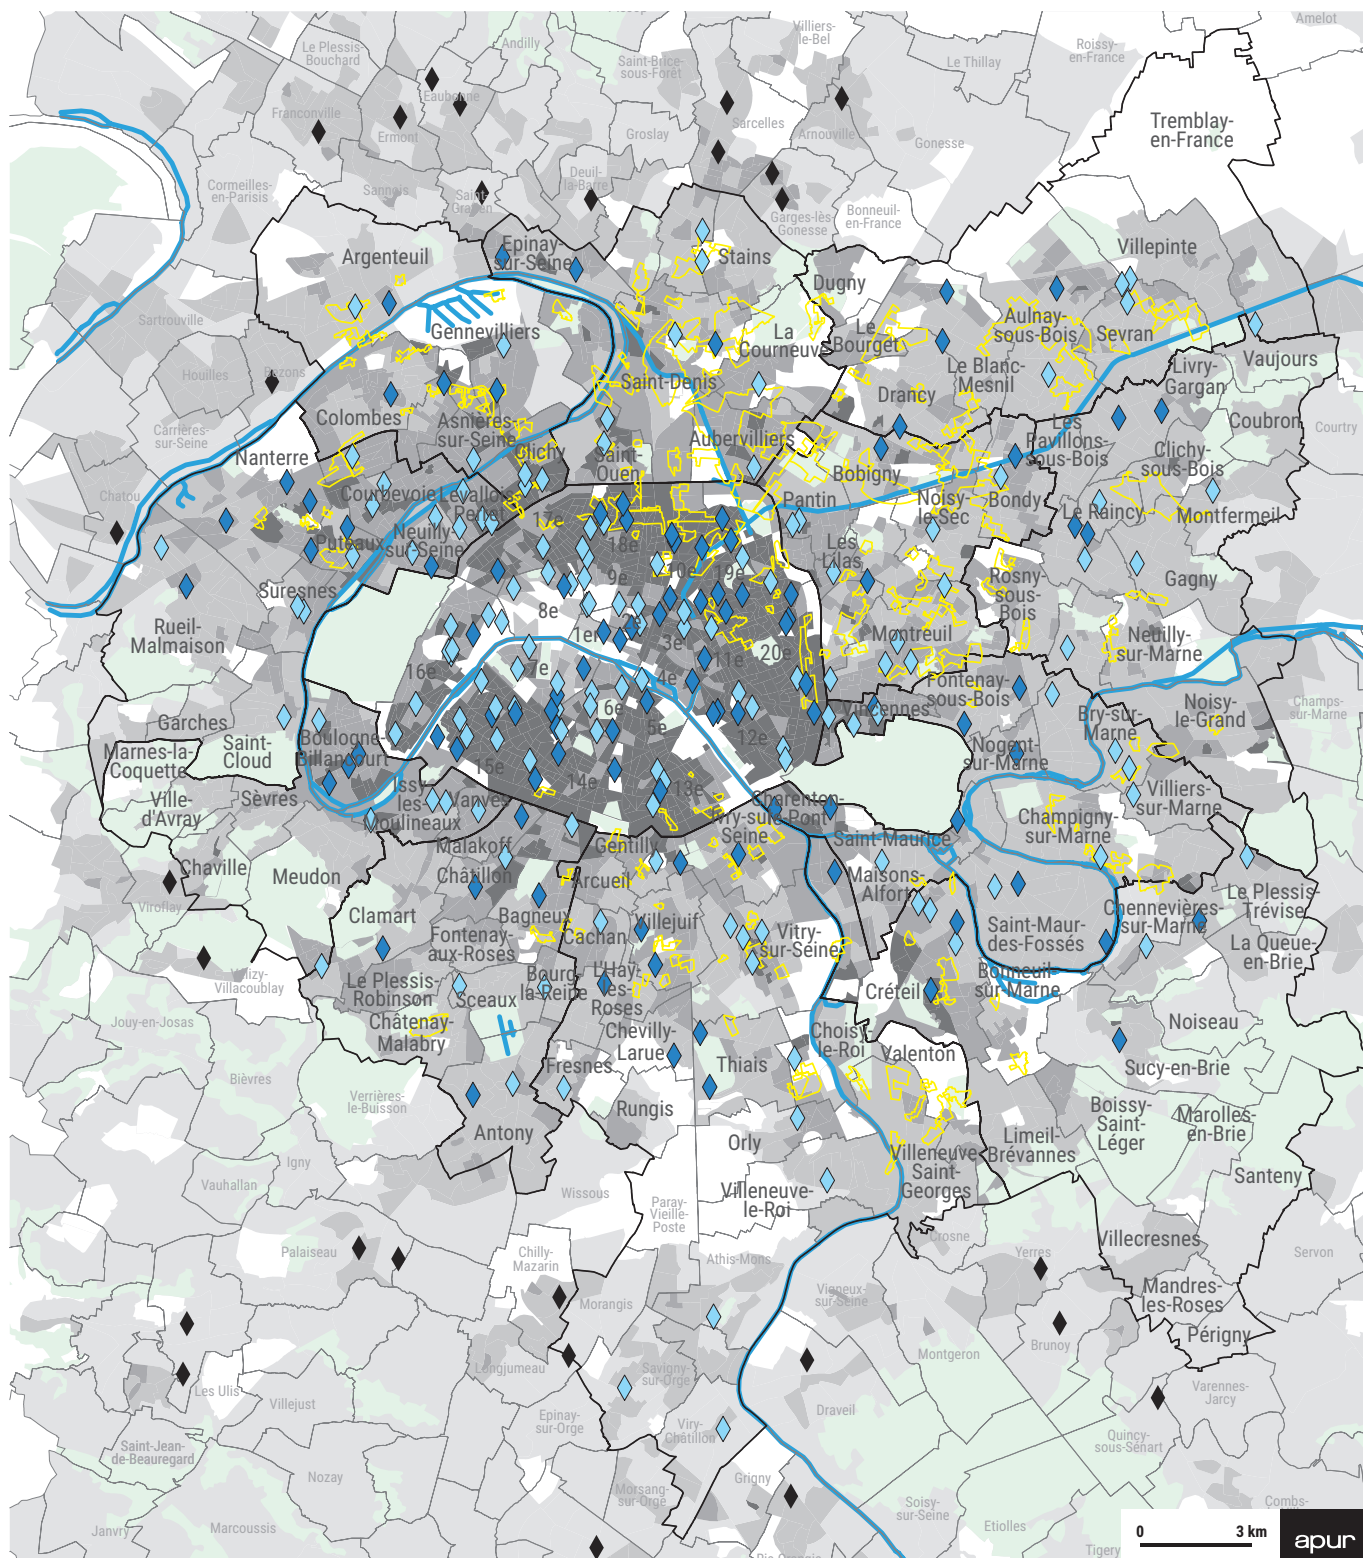 Amelot
Villiers-
le-Bel
Le Plessis-
Bouchard
Andilly
Roissy-
en-France
Saint-Brice-
sous-Forêt
Le Thillay
Eaubonne
Franconville
Ermont
Sarcelles
Arnouville
Groslay
Gonesse
Tremblay-
en-France
Deuil-
la-Barre
Cormeilles-
en-Parisis
Sannois
Saint-
Gratien
Garges-lès-
Gonesse
Bonneuil-
en-France
Argenteuil
Epinay-
sur-Seine
Stains
Villepinte
Dugny
Sartrouville
Gennevilliers
La
Courneuve
Le
Bourget
Aulnay-
sous-Bois
Sevran
Houilles
Bezons
Saint-Denis
Le Blanc-
Mesnil
Livry-
Gargan
Vaujours
Drancy
Colombes
Asnières-
sur-Seine
Aubervilliers
Coubron
Courtry
Carrières-
sur-Seine
Nanterre
Clichy
Saint-
Ouen
Bobigny
Les
Pavillons-
sous-Bois
Clichy-
sous-Bois
Chatou
Courbevoie
Levallois-
Perret
Pantin
Noisy-
le-Sec
Bondy
Le Raincy
Montfermeil
17e
18e
Puteaux
Neuilly-
sur-Seine
Les
Lilas
Suresnes
9e
10e
19e
Rosny-
sous-
Bois
Gagny
8e
2e
1er
3e
Rueil-
Malmaison
Montreuil
Neuilly-
sur-Marne
16e
7e
11e
20e
4e
Fontenay-
sous-Bois
6e
5e
Vincennes
Noisy-
le-Grand
Champs-
sur-Marne
Garches
Saint-
Cloud
Boulogne-
Billancourt
12e
Bry-sur-
Marne
Marnes-la-
Coquette
Nogent-
sur-Marne
15e
14e
13e
Ville-
d'Avray
Sèvres
Issy-
les-
Moulineaux
Vanves
Charenton-
le-Pont
Ivry-sur-
Seine
Villiers-
sur-Marne
Champigny-
sur-Marne
Malakoff
Gentilly
Saint-Maurice
Chaville
Meudon
Châtillon
Arcueil
Maisons-
Alfort
Le Plessis-
Trévise
Viroflay
Clamart
Bagneux
Villejuif
Chennevières-
sur-Marne
Fontenay-
aux-Roses
Cachan
Vitry-
sur-Seine
Saint-Maur-
des-Fossés
La Queue-
en-Brie
Vélizy-
Villacoublay
Le Plessis-
Robinson
Sceaux
Bourg-
la-Reine
L'Haÿ-
les-
Roses
Créteil
Bonneuil-
sur-Marne
Jouy-en-Josas
Châtenay-
Malabry
Chevilly-
Larue
Choisy-
le-Roi
Valenton
Noiseau
Bièvres
Fresnes
Thiais
Sucy-en-Brie
Verrières-
le-Buisson
Rungis
Boissy-
Saint-
Léger
Marolles-
en-Brie
Antony
Orly
Limeil-
Brévannes
Igny
Villeneuve-
Saint-
Georges
Santeny
Vauhallan
Wissous
Villeneuve-
le-Roi
Paray-
Vieille-
Poste
Palaiseau
Chilly-
Mazarin
Athis-Mons
Crosne
Yerres
Villecresnes
Servon
Morangis
Vigneux-
sur-Seine
Mandres-
les-Roses
Périgny
Brunoy
Montgeron
Longjumeau
Savigny-
sur-Orge
Les Ulis
Villejust
Varennes-
Jarcy
Epinay-
sur-Orge
Viry-
Châtillon
Draveil
Saint-Jean-
de-Beauregard
Quincy-
sous-Sénart
Nozay
Grigny
Morsang-
sur-Orge
Soisy-
sur-Seine
Combs-
Janvry
Marcoussis
Etiolles
Tigery
Ris-Orangis
0 3 km
apur